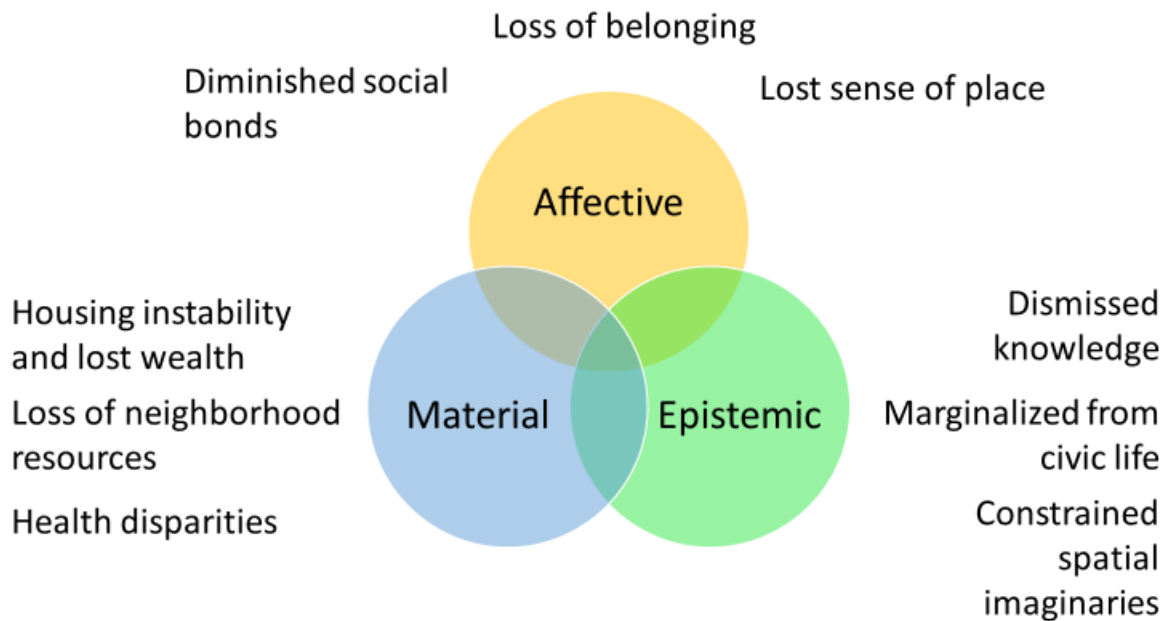 Loss of belonging
Diminished social
bonds
Lost sense of place
Affective
Housing instability
and lost wealth
Loss of neighborhood
resources
Health disparities
Material
Epistemic
Dismissed
knowledge
Marginalized from
civic life
Constrained
spatial
imaginaries